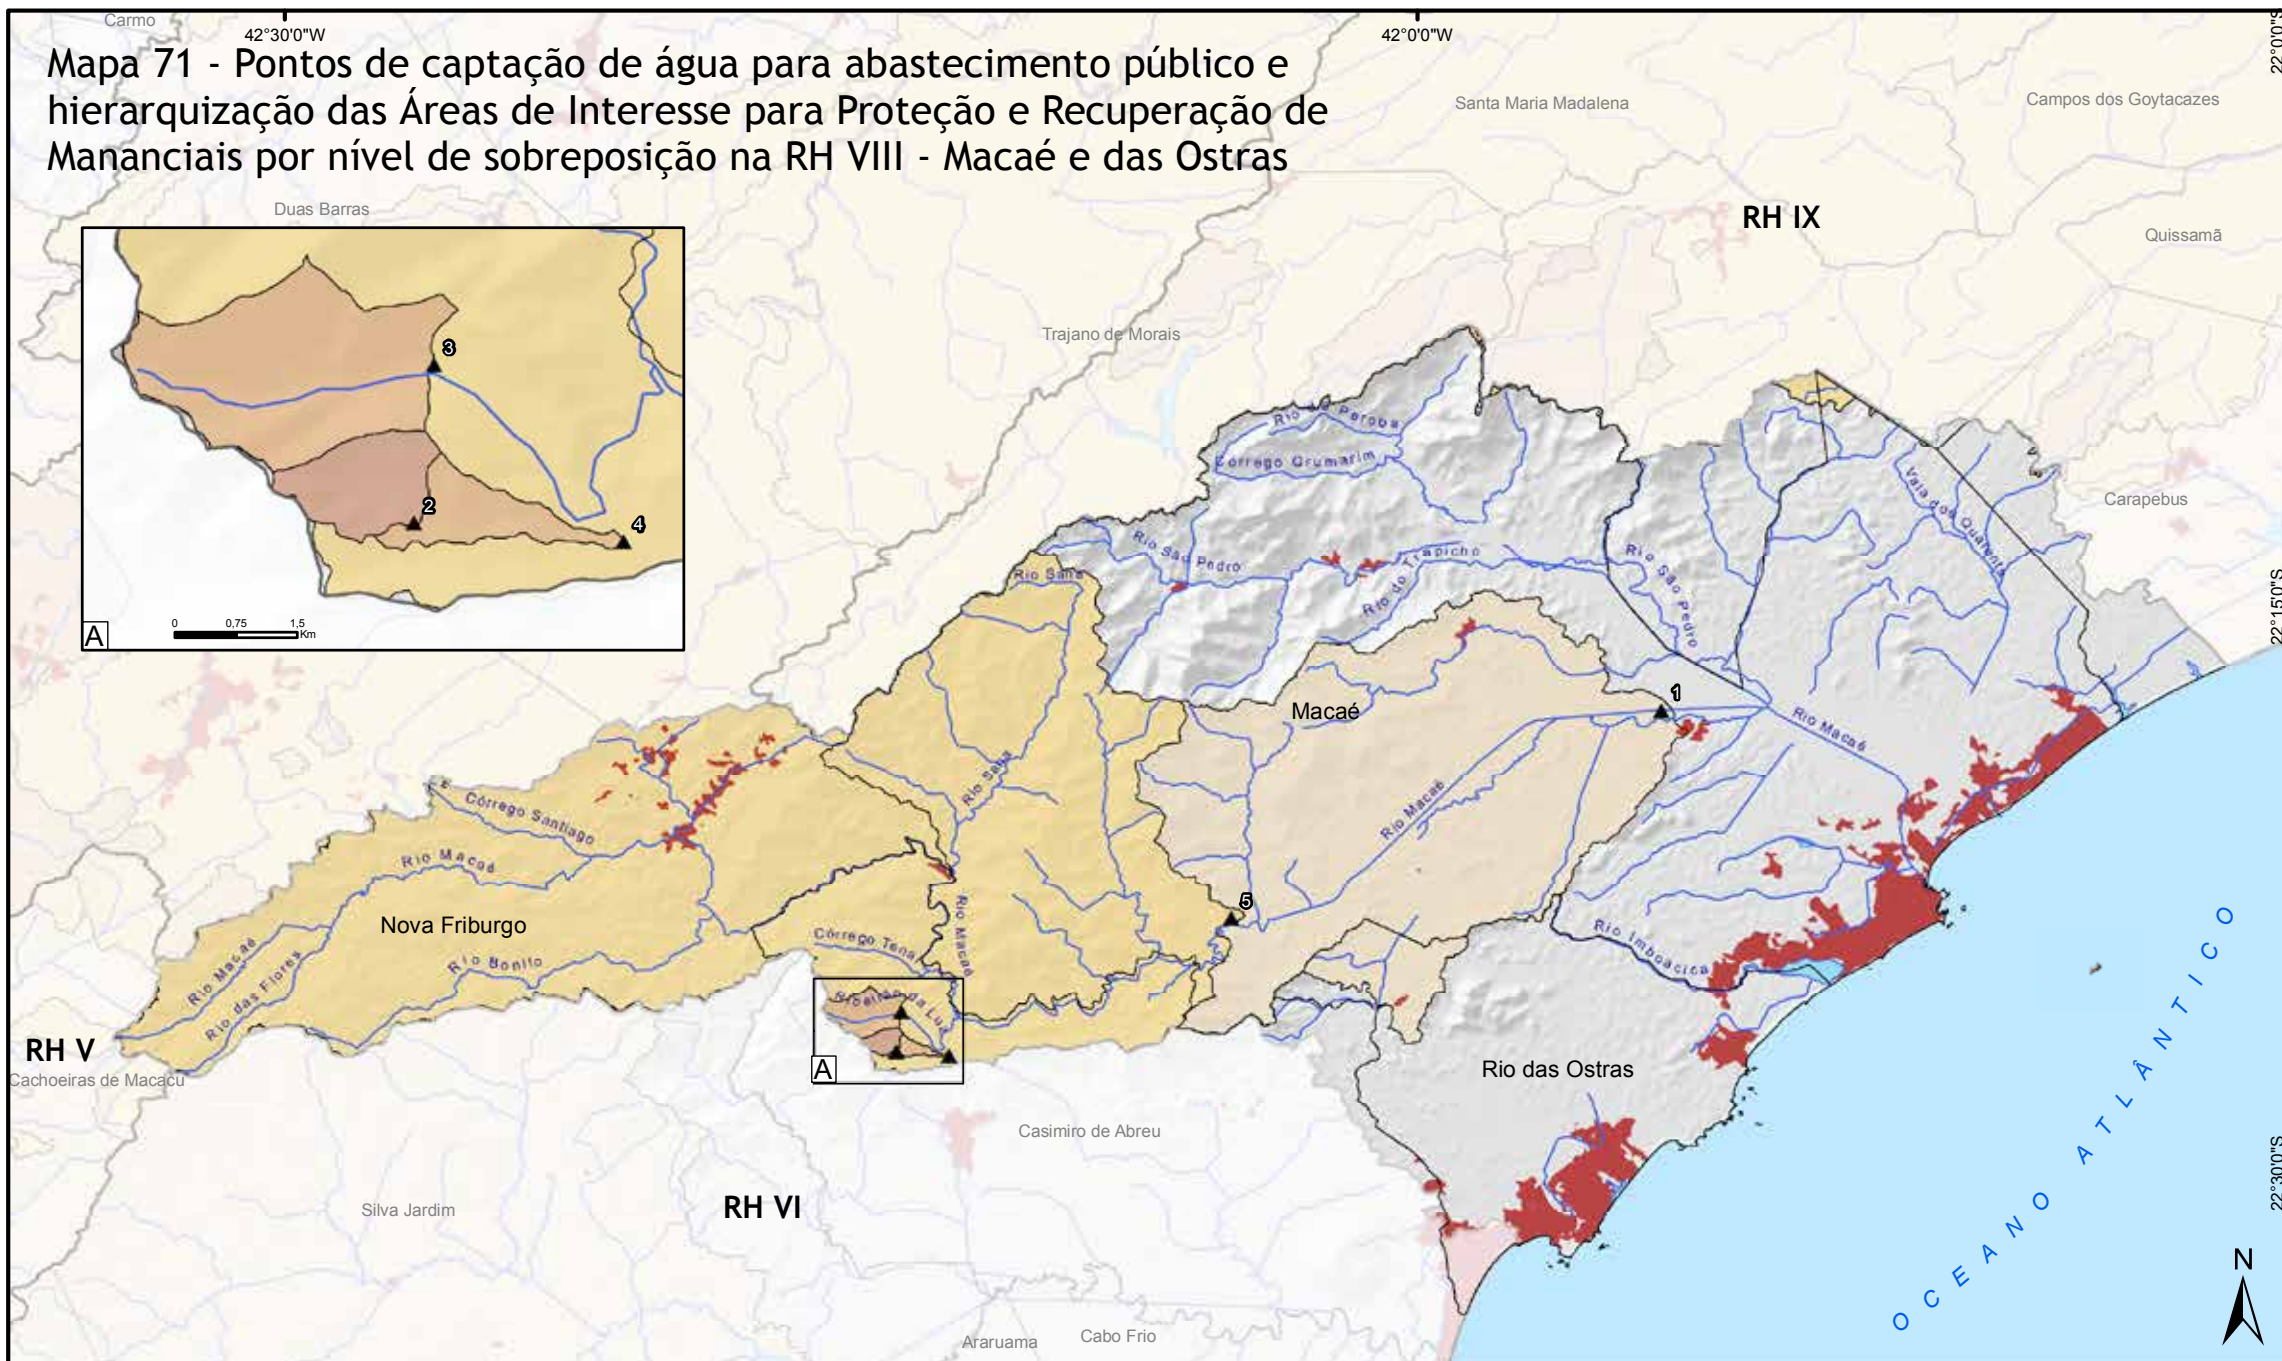 Carmo
42°30'0"W
42°0'0"W
22°0'0"S
Mapa 71 - Pontos de captação de água para abastecimento público e
hierarquização das Áreas de Interesse para Proteção e Recuperação de
Mananciais por nível de sobreposição na RH VIII - Macaé e das Ostras
Santa Maria Madalena
Campos dos Goytacazes
Duas Barras
RH IX
Quissamã
Trajano de Morais
3
2
4
0 0,75 1,5
Km
A
Rio do Peroba
Córrego Grumarim
Carapebus
Vala dos Quarenta
Rio São Pedro
Rio do Trapicho
Rio São Pedro
Rio Sana
22°15'0"S
1
Macaé
Rio Macaé
Rio Sana
Rio Macaé
Córrego Santiago
Rio Macaé
5
Nova Friburgo
Rio Macaé
Rio das Flores
Rio Bonito
Córrego Tena
Rio Macaé
Rio Imboacica
Ribeirão da Luz
A
RH V
Cachoeiras de Macacu
Rio das Ostras
Casimiro de Abreu
Silva Jardim
RH VI
22°30'0"S
OCEANO ATLÂNTICO
N
Araruama
Cabo Frio